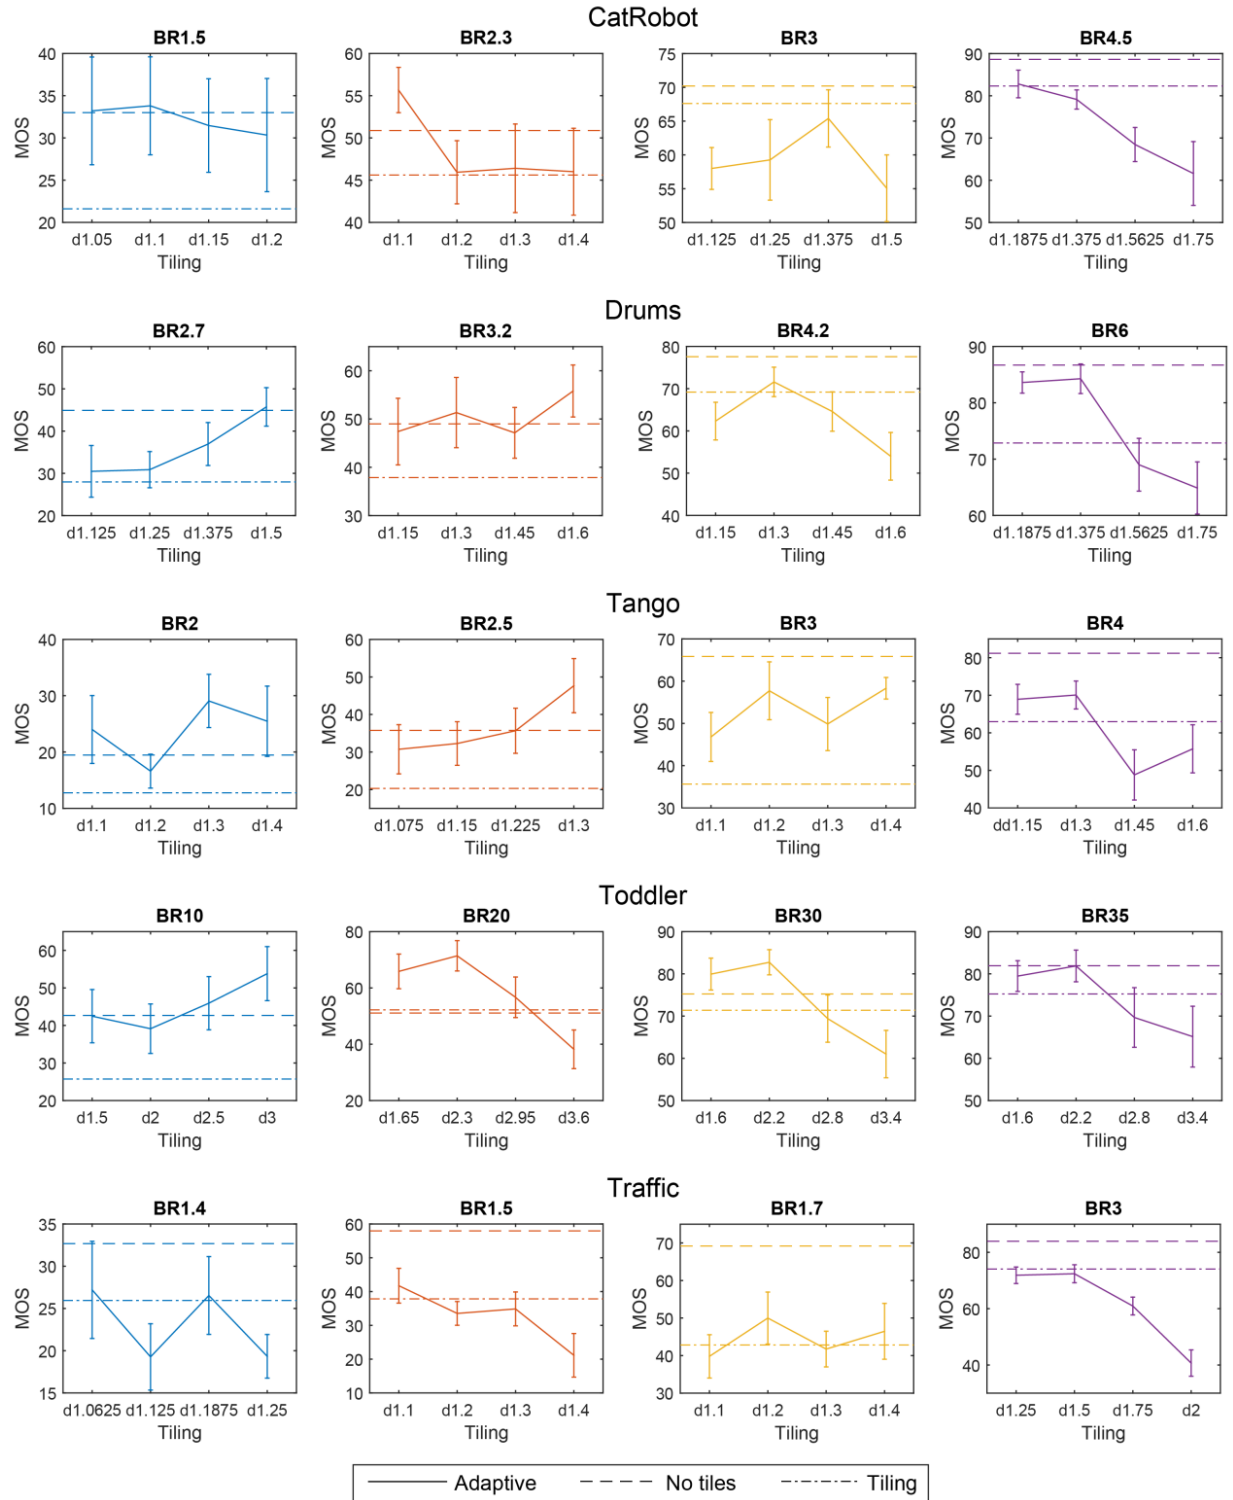 CatRobot
BR1.5 BR2.3 BR3 BR4.5
40 35 30 25 20 MOS d1.05 d1.1 d1.15 d1.2 Tiling
60 55 50 45 40 MOS d1.1 d1.2 d1.3 d1.4 Tiling
75 70 65 60 55 50 MOS d1.125 d1.25 d1.375 d1.5 Tiling
90 80 70 60 50 MOS d1.1875 d1.375 d1.5625 d1.75 Tiling
Drums
BR2.7 BR3.2 BR4.2 BR6
60 50 40 30 20 MOS d1.125 d1.25 d1.375 d1.5 Tiling
60 50 40 30 MOS d1.15 d1.3 d1.45 d1.6 Tiling
80 70 60 50 40 MOS d1.15 d1.3 d1.45 d1.6 Tiling
90 80 70 60 MOS d1.1875 d1.375 d1.5625 d1.75 Tiling
Tango
BR2 BR2.5 BR3 BR4
40 30 20 10 MOS d1.1 d1.2 d1.3 d1.4 Tiling
60 50 40 30 20 MOS d1.075 d1.15 d1.225 d1.3 Tiling
70 60 50 40 30 MOS d1.1 d1.2 d1.3 d1.4 Tiling
80 70 60 50 40 MOS dd1.15 d1.3 d1.45 d1.6 Tiling
Toddler
BR10 BR20 BR30 BR35
60 50 40 30 20 MOS d1.5 d2 d2.5 d3 Tiling
80 60 40 20 MOS d1.65 d2.3 d2.95 d3.6 Tiling
90 80 70 60 50 MOS d1.6 d2.2 d2.8 d3.4 Tiling
90 80 70 60 50 MOS d1.6 d2.2 d2.8 d3.4 Tiling
Traffic
BR1.4 BR1.5 BR1.7 BR3
35 30 25 20 15 MOS d1.0625 d1.125 d1.1875 d1.25 Tiling
60 50 40 30 20 10 MOS d1.1 d1.2 d1.3 d1.4 Tiling
70 60 50 40 30 MOS d1.1 d1.2 d1.3 d1.4 Tiling
80 60 40 MOS d1.25 d1.5 d1.75 d2 Tiling
Adaptive No tiles Tiling